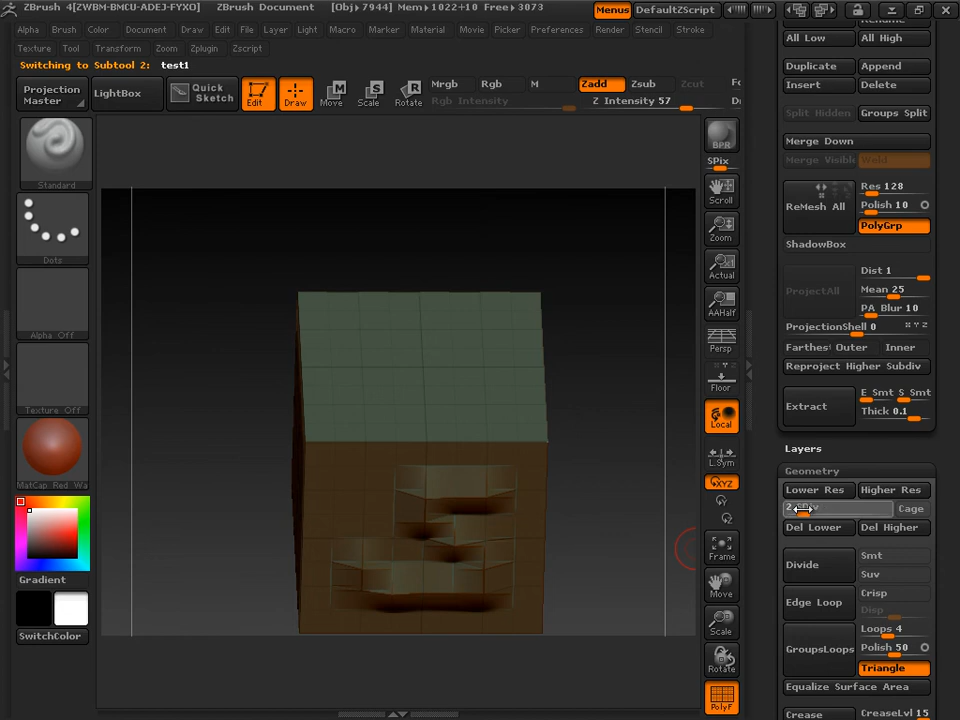 ZBrush 4[ZWBM-BMCU-ADEJ-FYXO] ZBrush Document [Obj▸7944] Mem▸1022+10 Free▸3073 Menus DefaultZScript
Alpha Brush Color Document Draw Edit File Layer Light Macro Marker Material Movie Picker Preferences Render Stencil Stroke
Texture Tool Transform Zoom Zplugin Zscript
Switching to Subtool 2: test1
Projection Master
LightBox
Quick Sketch
Edit
Draw
Move
Scale
Rotate
Mrgb Rgb M Zadd Zsub Zcut
Rgb Intensity Z Intensity 57
Standard
Dots
Alpha Off
Texture Off
MatCap Red Wa
Gradient
SwitchColor
BPR
SPix
Scroll
Zoom
Actual
AAHalf
Persp
Floor
Local
L.Sym
XYZ
Frame
Move
Scale
Rotate
PolyF
Rename
All Low All High
Duplicate Append
Insert Delete
Split Hidden Groups Split
Merge Down
Merge Visible Weld
ReMesh All
Res 128
Polish 10
PolyGrp
ShadowBox
ProjectAll
Dist 1
Mean 25
PA Blur 10
ProjectionShell 0 X Y Z
Farthest Outer Inner
Reproject Higher Subdiv
Extract
E Smt S Smt
Thick 0.1
Layers
Geometry
Lower Res Higher Res
Cage
Del Lower Del Higher
Divide
Smt
Suv
Edge Loop
Crisp
Disp
GroupsLoops
Loops 4
Polish 50
Triangle
Equalize Surface Area
Crease CreaseLvl 15